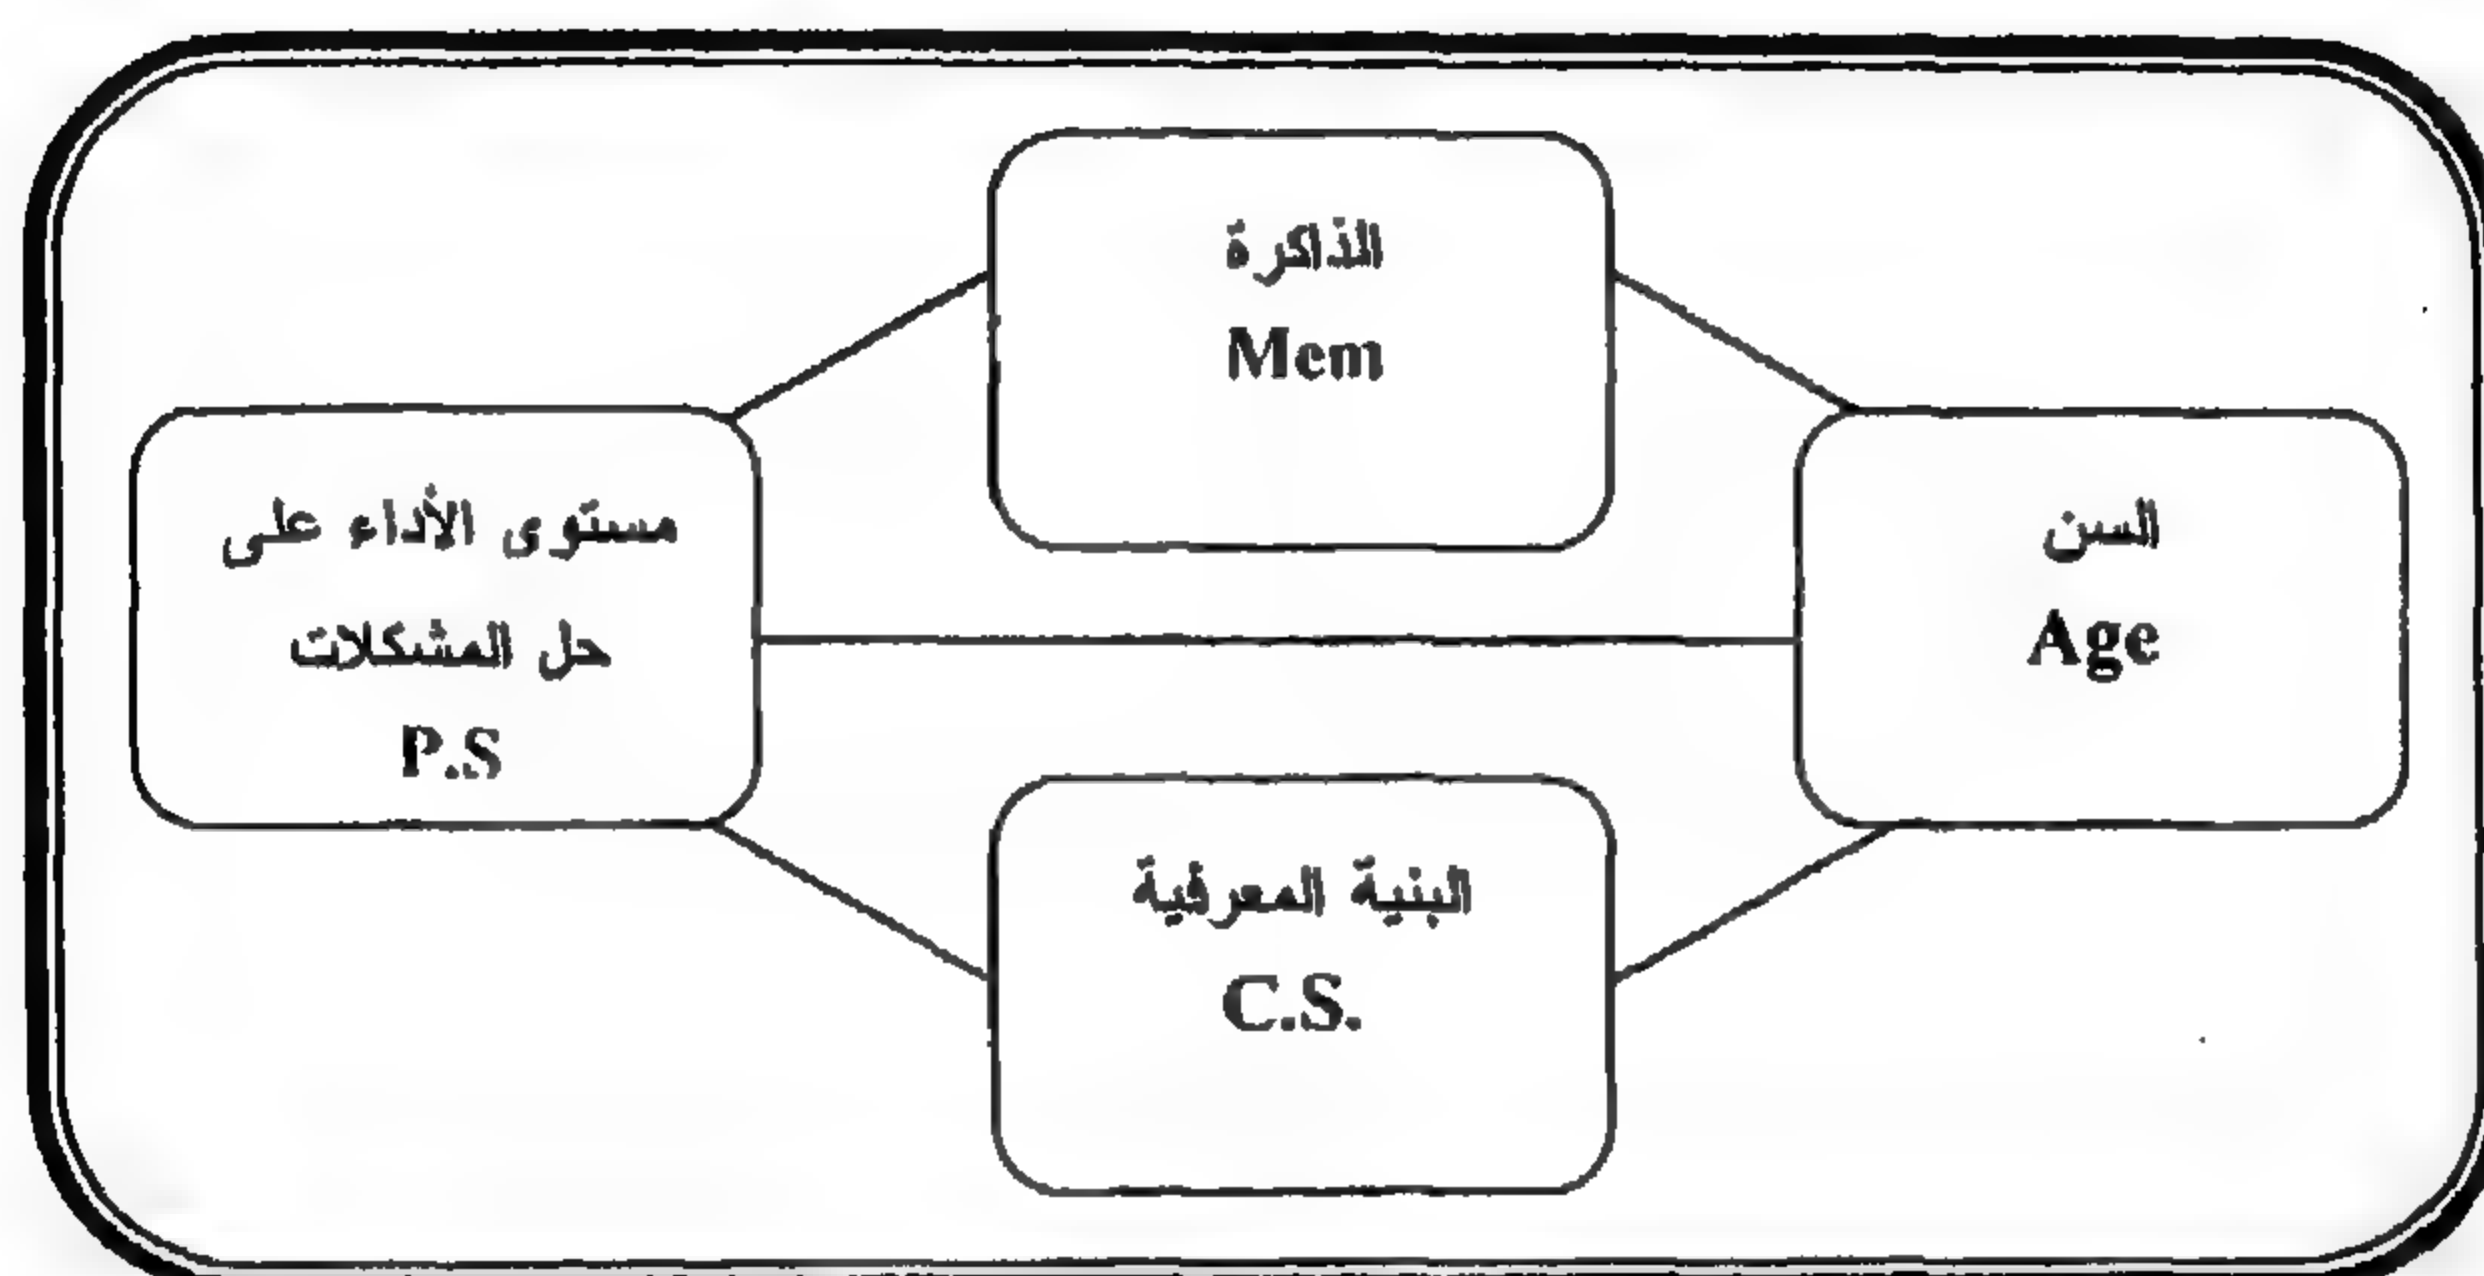 الذاكرة
Mem
السن
Age
مستوى الأداء على
حل المشكلات
P.S
البنية المعرفية
C.S.